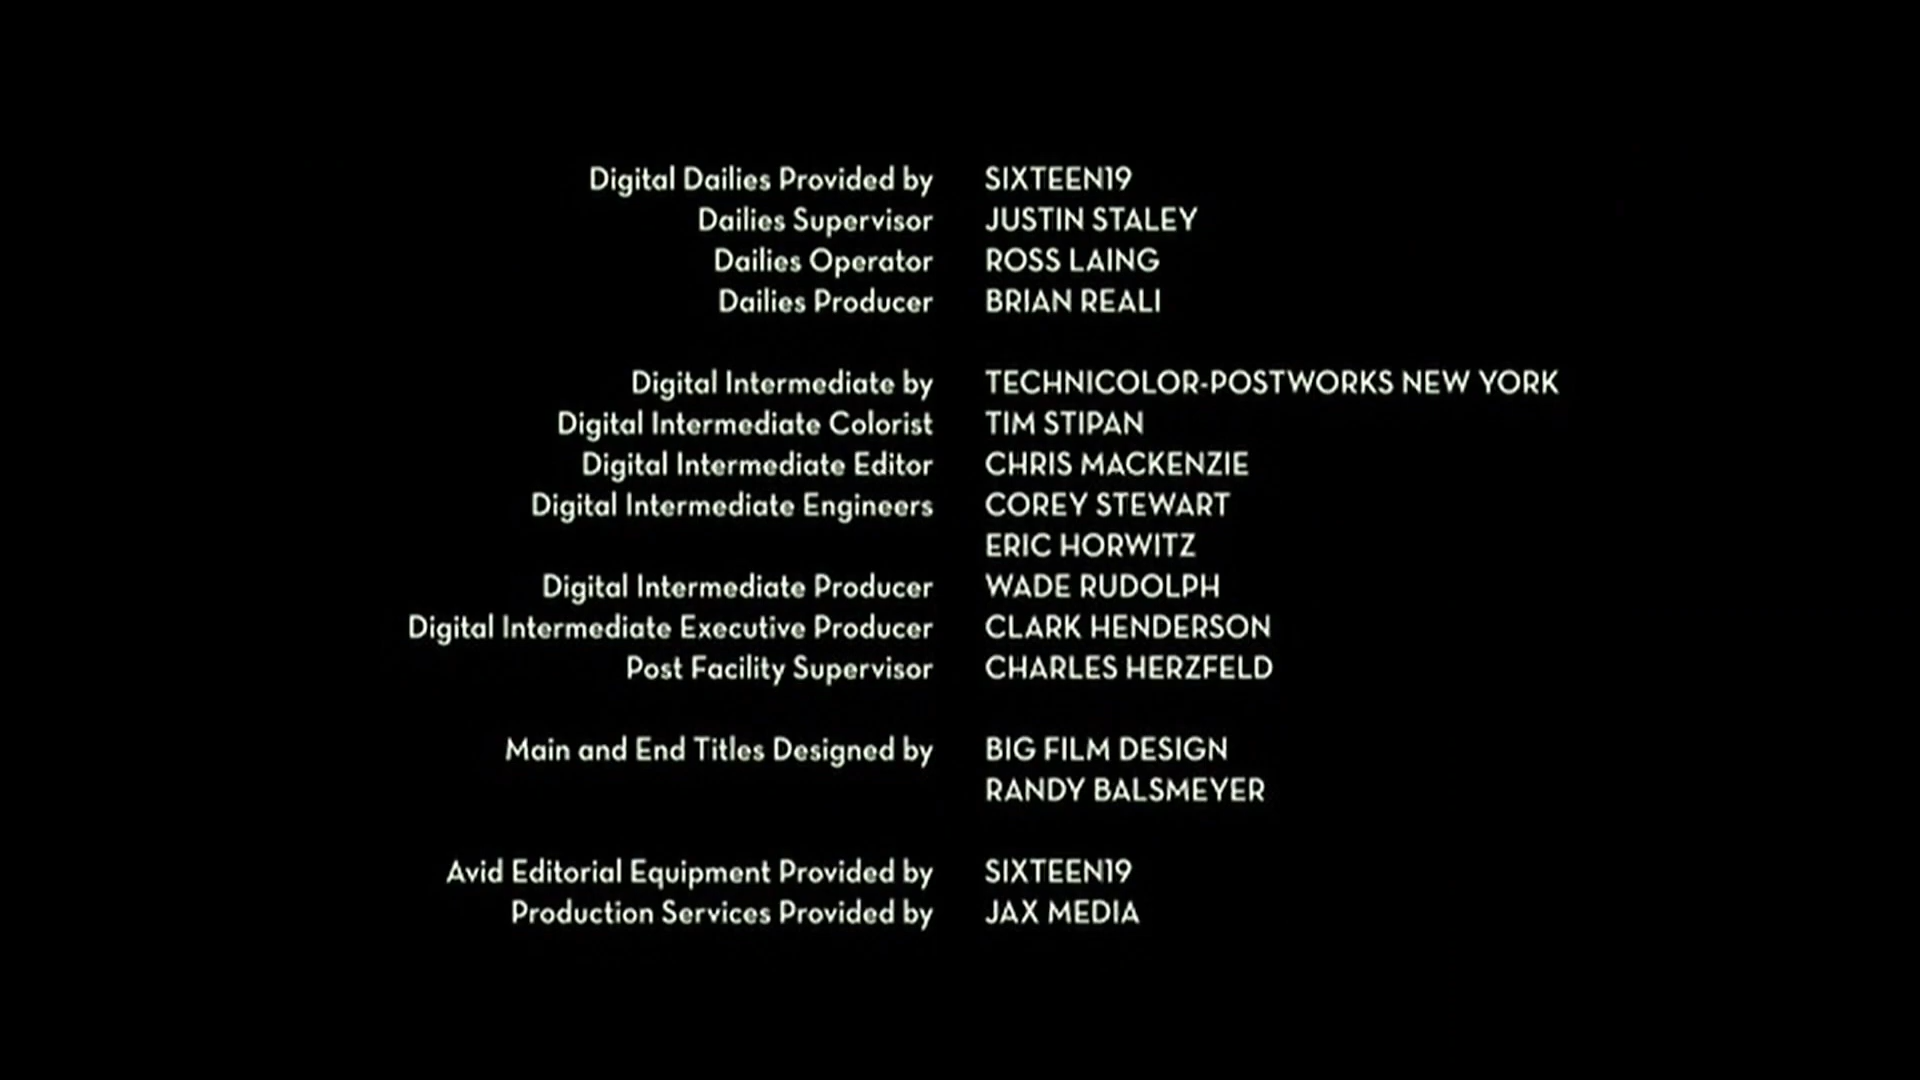 Digital Dailies Provided by SIXTEEN19
Dailies Supervisor JUSTIN STALEY
Dailies Operator ROSS LAING
Dailies Producer BRIAN REALI
Digital Intermediate by TECHNICOLOR-POSTWORKS NEW YORK
Digital Intermediate Colorist TIM STIPAN
Digital Intermediate Editor CHRIS MACKENZIE
Digital Intermediate Engineers COREY STEWART
ERIC HORWITZ
Digital Intermediate Producer WADE RUDOLPH
Digital Intermediate Executive Producer CLARK HENDERSON
Post Facility Supervisor CHARLES HERZFELD
Main and End Titles Designed by BIG FILM DESIGN
RANDY BALSMEYER
Avid Editorial Equipment Provided by SIXTEEN19
Production Services Provided by JAX MEDIA